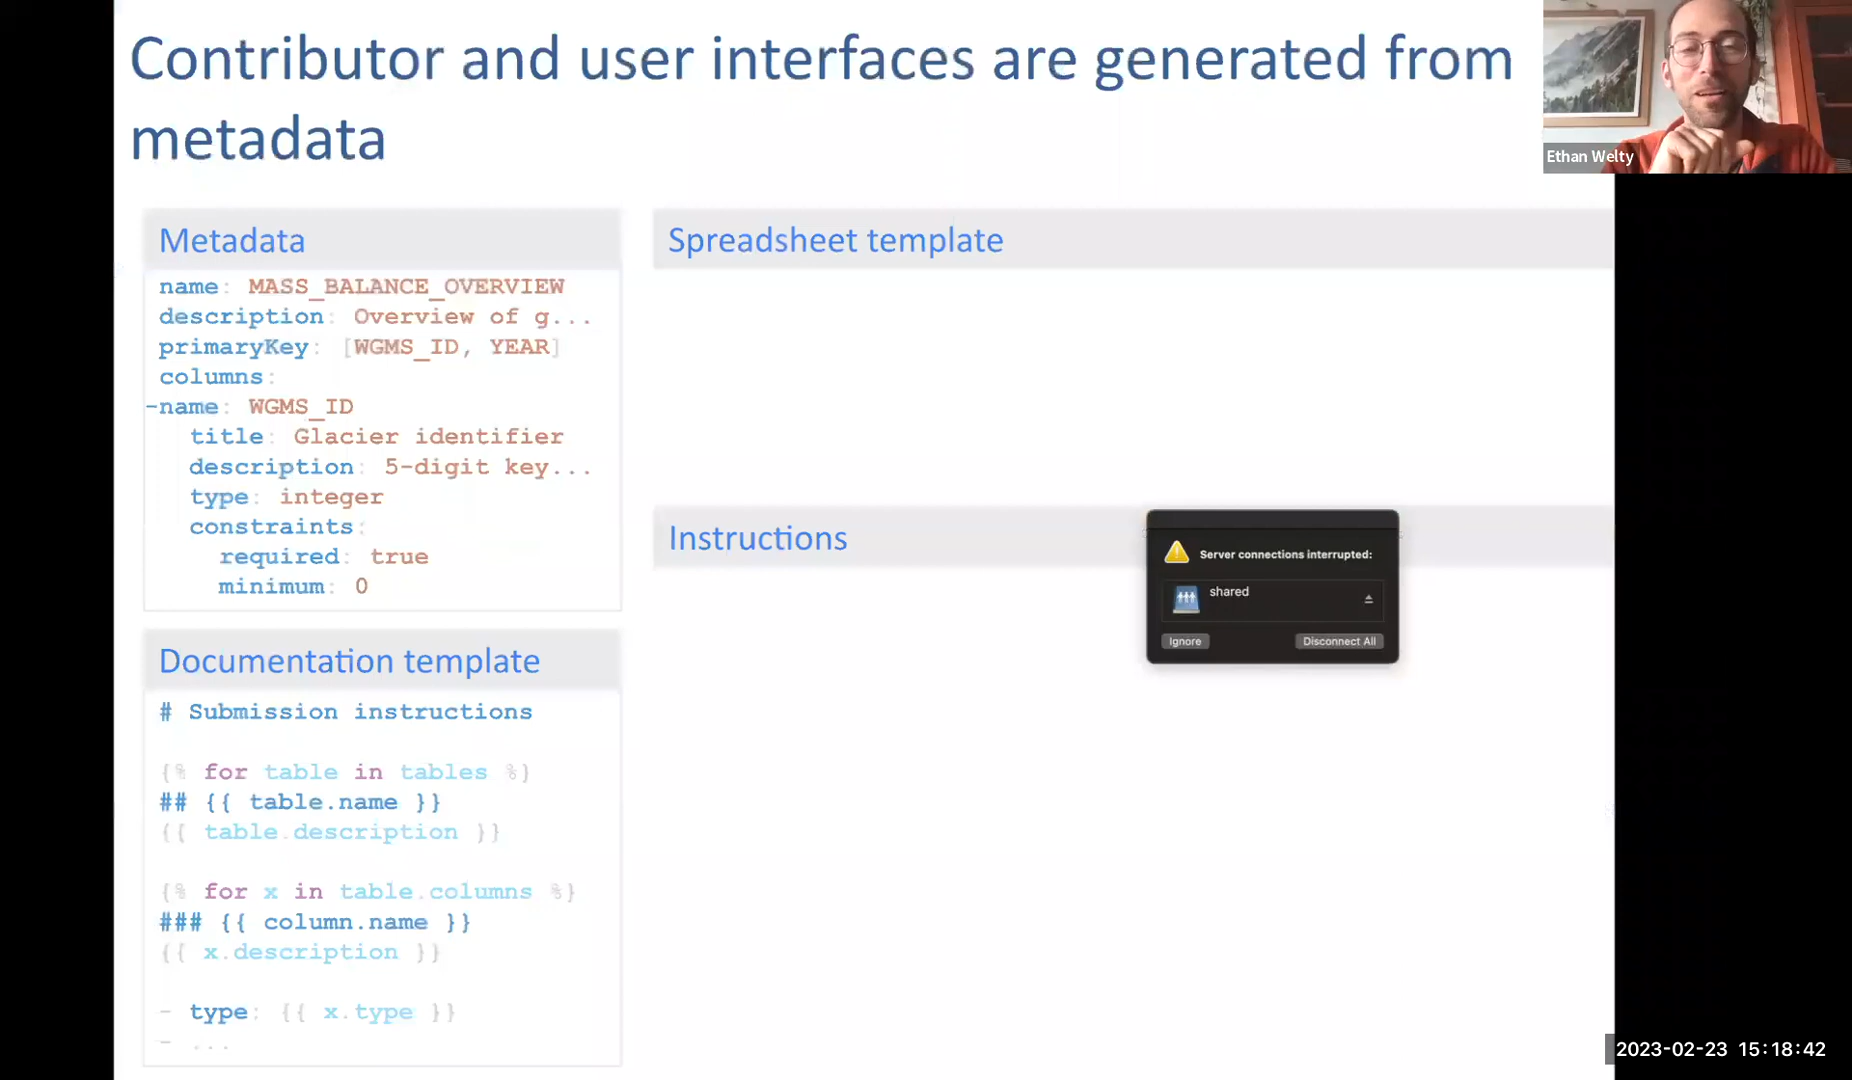 Contributor and user interfaces are generated from
metadata
Ethan Welty
Metadata
name: MASS_BALANCE_OVERVIEW
description: Overview of g...
primaryKey: [WGMS_ID, YEAR]
columns:
-name: WGMS_ID
title: Glacier identifier
description: 5-digit key...
type: integer
constraints:
required: true
minimum: 0
Documentation template
# Submission instructions
{% for table in tables %}
## {{ table.name }}
{{ table.description }}
{% for x in table.columns %}
### {{ column.name }}
{{ x.description }}
- type: {{ x.type }}
- ...
Spreadsheet template
Instructions
Server connections interrupted:
shared
Ignore
Disconnect All
2023-02-23 15:18:42